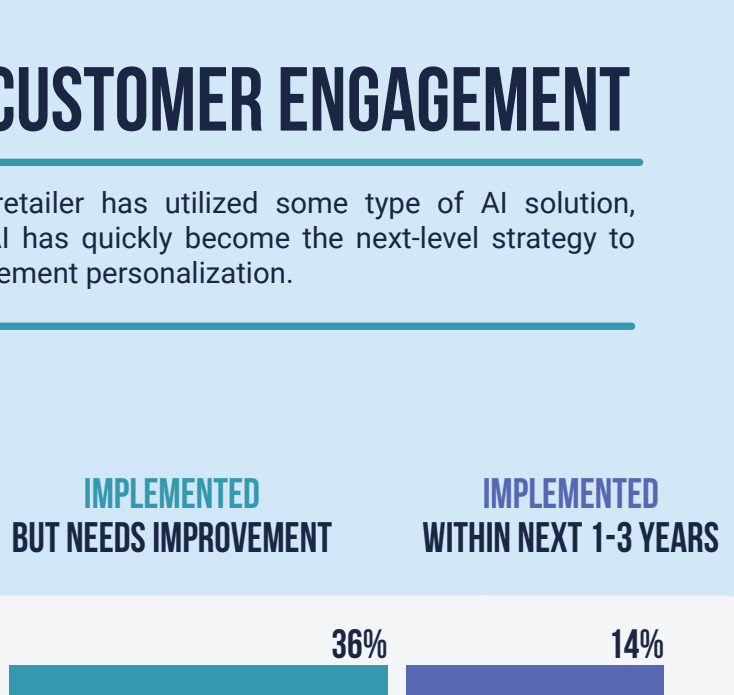 CUSTOMER ENGAGEMENT
retailer has utilized some type of AI solution,
AI has quickly become the next-level strategy to
ement personalization.
IMPLEMENTED
BUT NEEDS IMPROVEMENT
IMPLEMENTED
WITHIN NEXT 1-3 YEARS
36%
14%